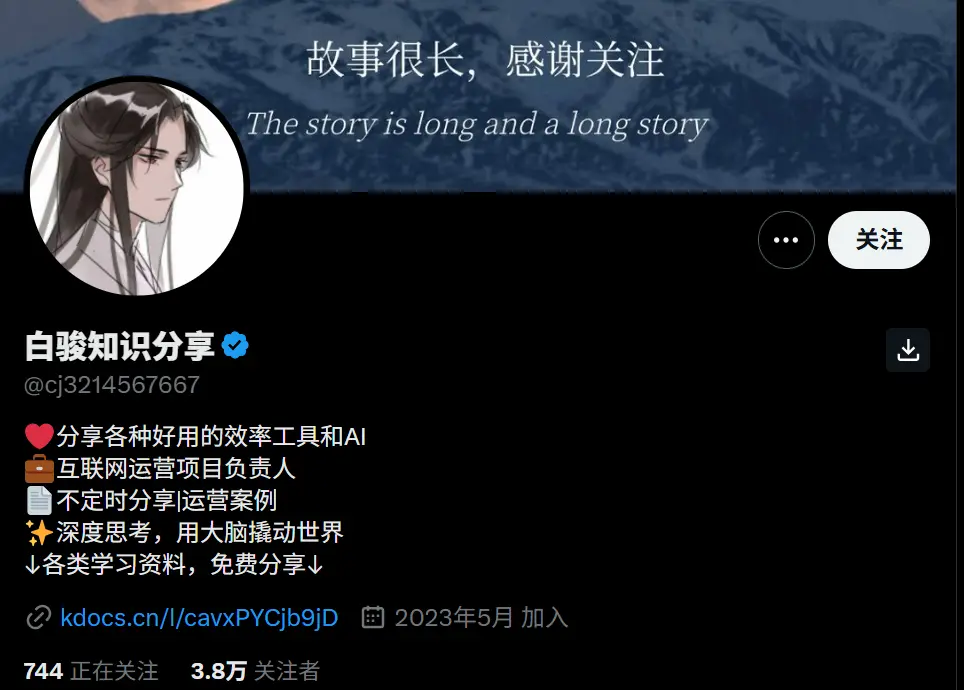 故事很长，感谢关注
The story is long and a long story
关注
白骏知识分享
@cj3214567667
❤️分享各种好用的效率工具和AI
💼互联网运营项目负责人
📄不定时分享|运营案例
✨深度思考，用大脑撬动世界
↓各类学习资料，免费分享↓
kdocs.cn/l/cavxPYCjb9jD 2023年5月 加入
744 正在关注 3.8万 关注者